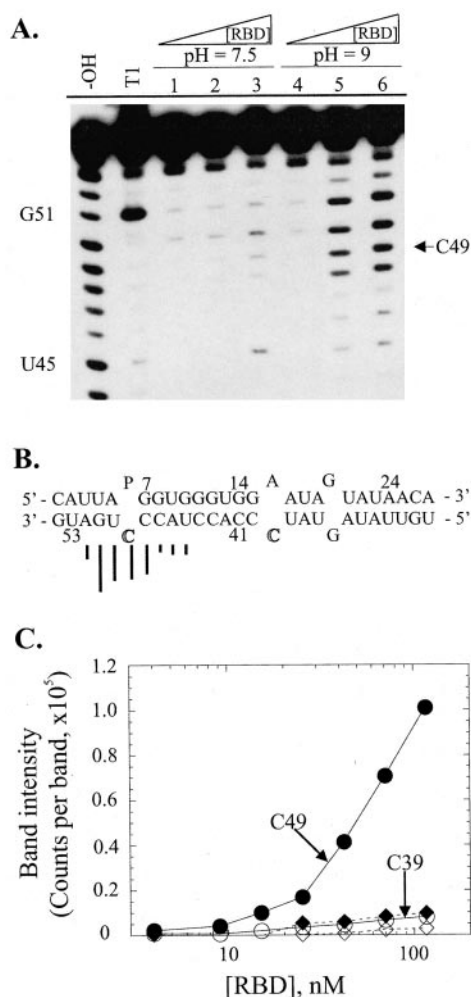 A.
[RBD] [RBD]
pH = 7.5 pH = 9
-OH T1 1 2 3 4 5 6
G51
C49
U45
B.
P 7 14 A G 24
5' - CAUUA GGUGGGUGG AUA UAUAACA - 3'
3' - GUAGU CCAUCCACC UAU AUAUUGU - 5'
53 ℂ 41 ℂ G
C.
1.2
1.0
0.8
0.6
0.4
0.2
0
Band intensity
(Counts per band, x10⁵)
C49
C39
10 100
[RBD], nM